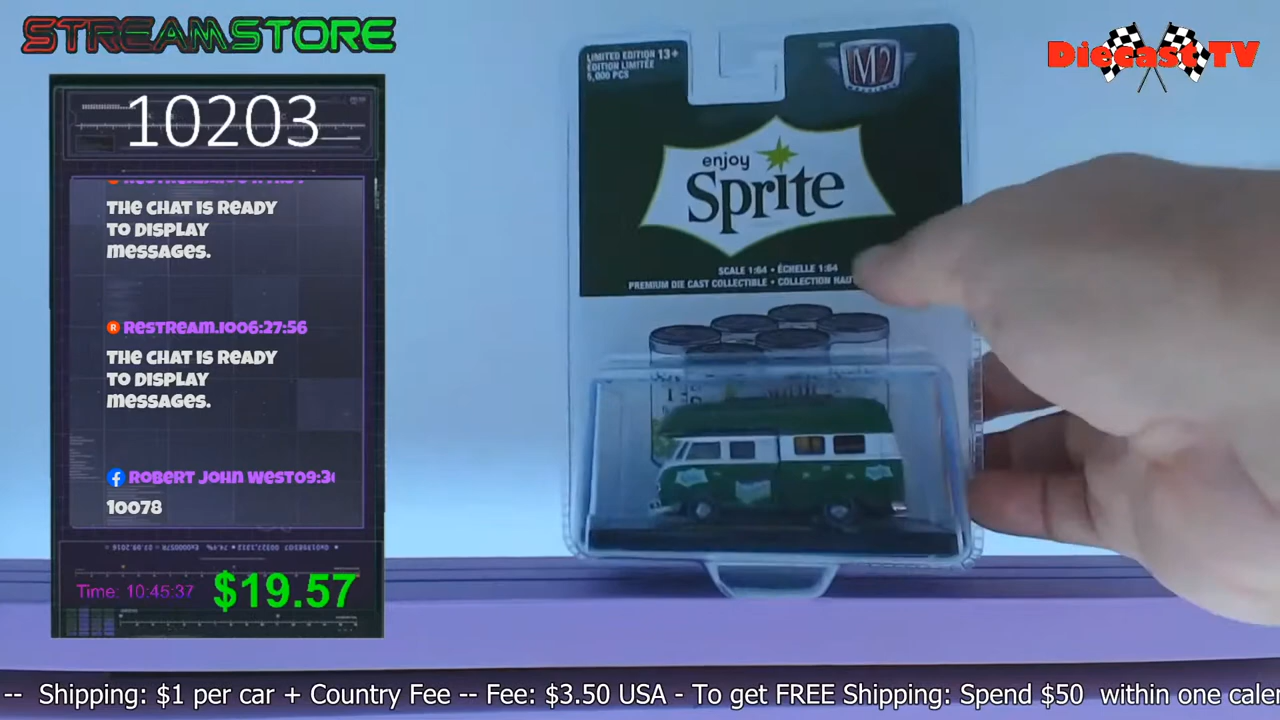 STREAMSTORE
Diecast TV
10203
THE CHAT IS READY
TO DISPLAY
MESSAGES.
RESTREAM.IO06:27:56
THE CHAT IS READY
TO DISPLAY
MESSAGES.
ROBERT JOHN WEST09:3
10078
Time: 10:45:37
$19.57
LIMITED EDITION 13+
EDITION LIMITÉE
5,000 PCS
M2
enjoy
Sprite
SCALE 1:64 • ÉCHELLE 1:64
PREMIUM DIE CAST COLLECTIBLE • COLLECTION HAUT
-- Shipping: $1 per car + Country Fee -- Fee: $3.50 USA - To get FREE Shipping: Spend $50 within one caler